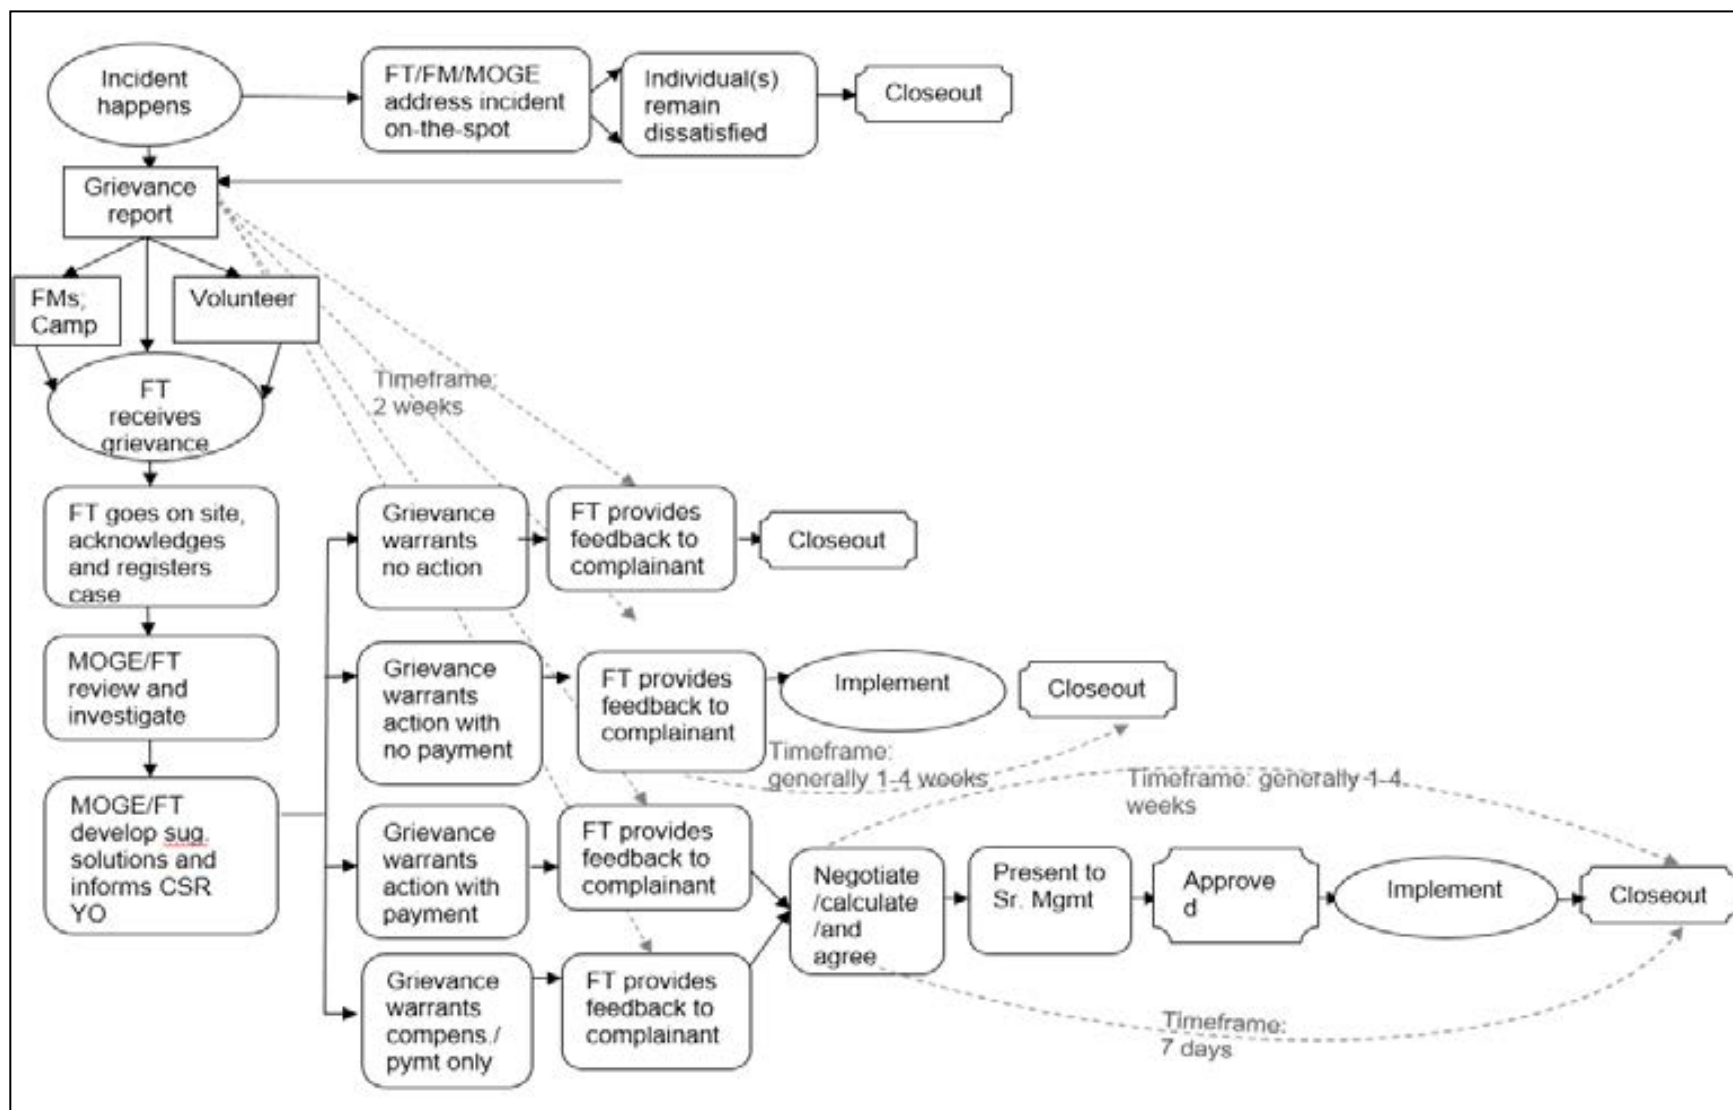 Incident
happens
FT/FM/MOGE
address incident
on-the-spot
Individual(s)
remain
dissatisfied
Closeout
Grievance
report
FMs;
Camp
Volunteer
Timeframe:
2 weeks
FT
receives
grievance
FT goes on site,
acknowledges
and registers
case
Grievance
warrants
no action
FT provides
feedback to
complainant
Closeout
MOGE/FT
review and
investigate
Grievance
warrants
action with
no payment
FT provides
feedback to
complainant
Implement
Closeout
Timeframe:
generally 1-4 weeks
Timeframe: generally 1-4
weeks
MOGE/FT
develop sug.
solutions and
informs CSR
YO
Grievance
warrants
action with
payment
FT provides
feedback to
complainant
Negotiate
/calculate
/and
agree
Present to
Sr. Mgmt
Approve
d
Implement
Closeout
Grievance
warrants
compens./
pymt only
FT provides
feedback to
complainant
Timeframe:
7 days